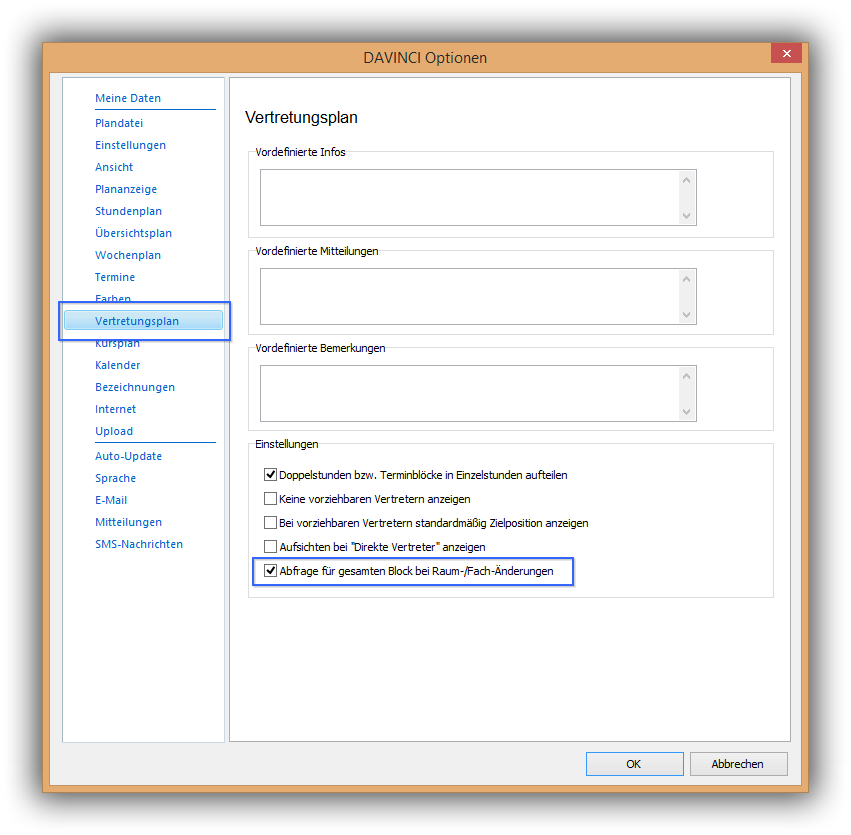 DAVINCI Optionen
Meine Daten
Plandatei
Einstellungen
Ansicht
Plananzeige
Stundenplan
Übersichtsplan
Wochenplan
Termine
Farben
Vertretungsplan
Kursplan
Kalender
Bezeichnungen
Internet
Upload
Auto-Update
Sprache
E-Mail
Mitteilungen
SMS-Nachrichten
Vertretungsplan
Vordefinierte Infos
Vordefinierte Mitteilungen
Vordefinierte Bemerkungen
Einstellungen
Doppelstunden bzw. Terminblöcke in Einzelstunden aufteilen
Keine vorziehbaren Vertretern anzeigen
Bei vorziehbaren Vertretern standardmäßig Zielposition anzeigen
Aufsichten bei "Direkte Vertreter" anzeigen
Abfrage für gesamten Block bei Raum-/Fach-Änderungen
OK
Abbrechen